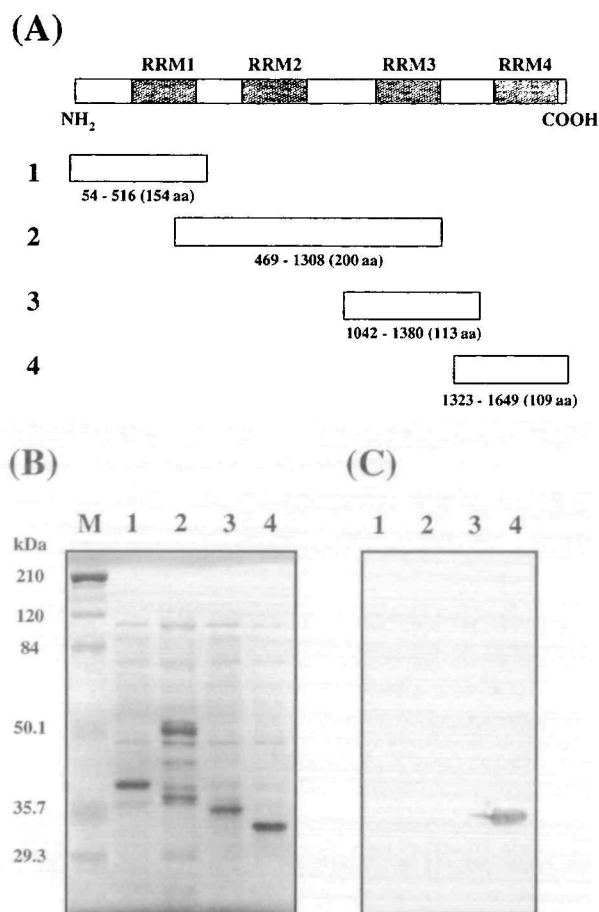 (A)
RRM1 RRM2 RRM3 RRM4
NH2 COOH
1
54 - 516 (154 aa)
2
469 - 1308 (200 aa)
3
1042 - 1380 (113 aa)
4
1323 - 1649 (109 aa)
(B) (C)
M 1 2 3 4 1 2 3 4
kDa
210
120
84
50.1
35.7
29.3